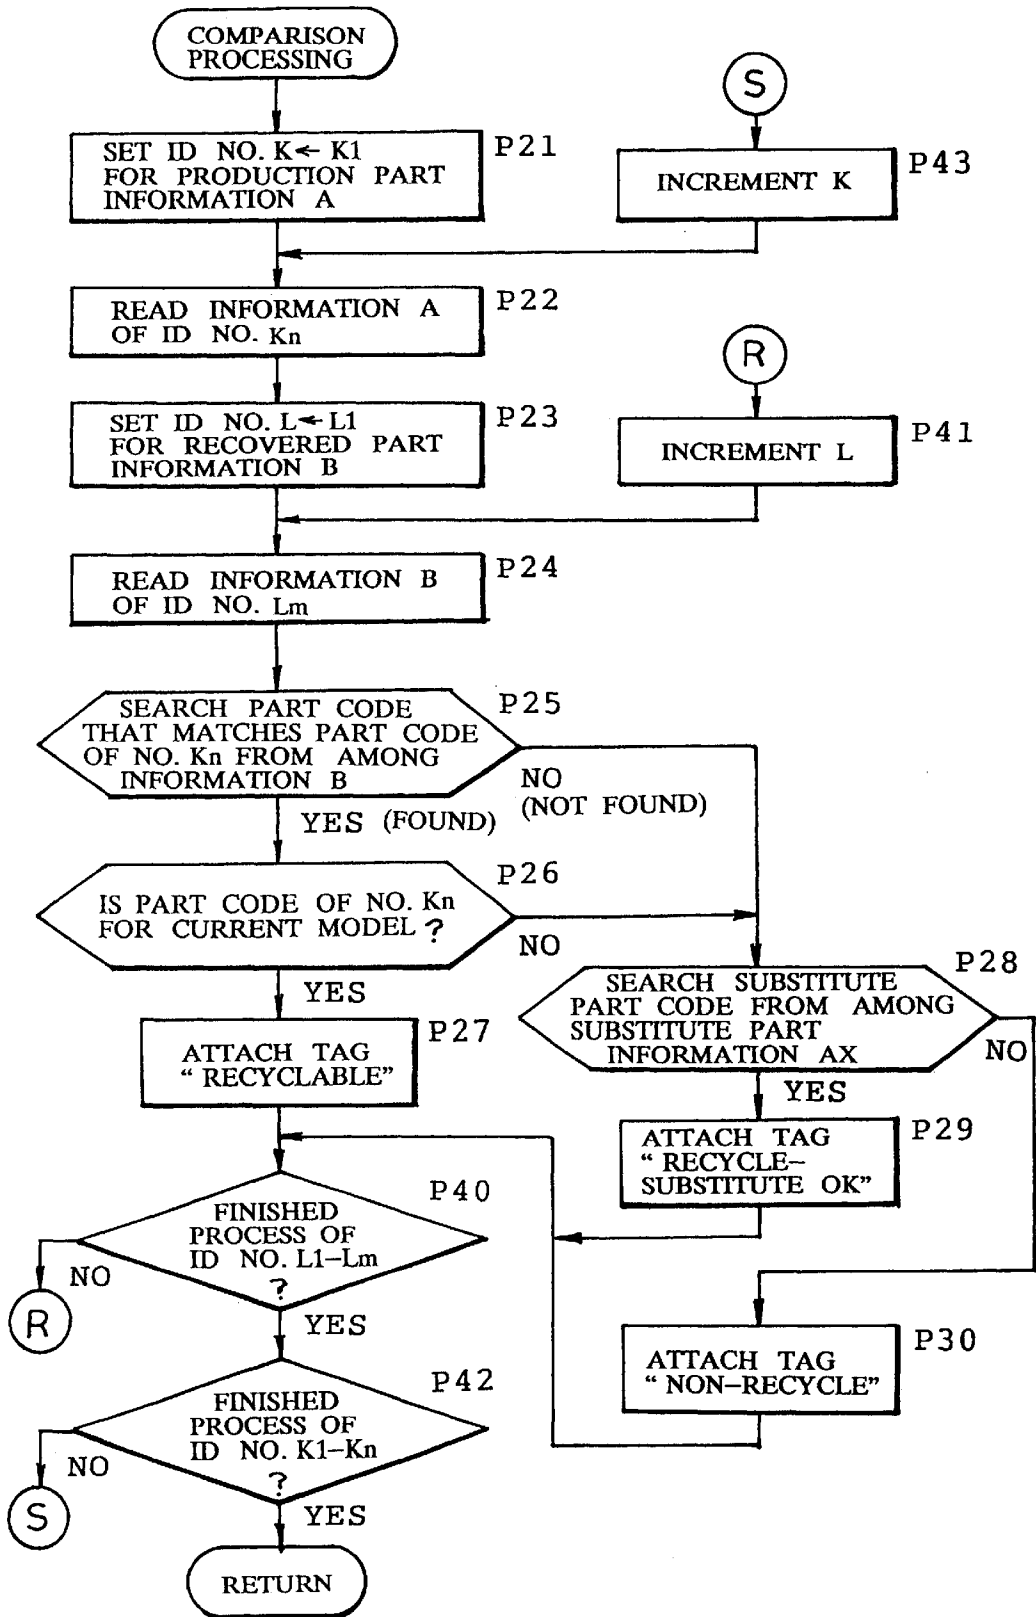 COMPARISON
PROCESSING
SET ID NO. K ← K1
FOR PRODUCTION PART
INFORMATION A
P21
S
INCREMENT K
P43
READ INFORMATION A
OF ID NO. Kn
P22
R
SET ID NO. L ← L1
FOR RECOVERED PART
INFORMATION B
P23
INCREMENT L
P41
READ INFORMATION B
OF ID NO. Lm
P24
SEARCH PART CODE
THAT MATCHES PART CODE
OF NO. Kn FROM AMONG
INFORMATION B
P25
NO
(NOT FOUND)
YES (FOUND)
IS PART CODE OF NO. Kn
FOR CURRENT MODEL ?
P26
NO
YES
SEARCH SUBSTITUTE
PART CODE FROM AMONG
SUBSTITUTE PART
INFORMATION AX
P28
NO
YES
ATTACH TAG
“ RECYCLABLE”
P27
ATTACH TAG
“ RECYCLE–
SUBSTITUTE OK”
P29
FINISHED
PROCESS OF
ID NO. L1–Lm
?
P40
NO
R
YES
ATTACH TAG
“ NON–RECYCLE”
P30
FINISHED
PROCESS OF
ID NO. K1–Kn
?
P42
NO
S
YES
RETURN